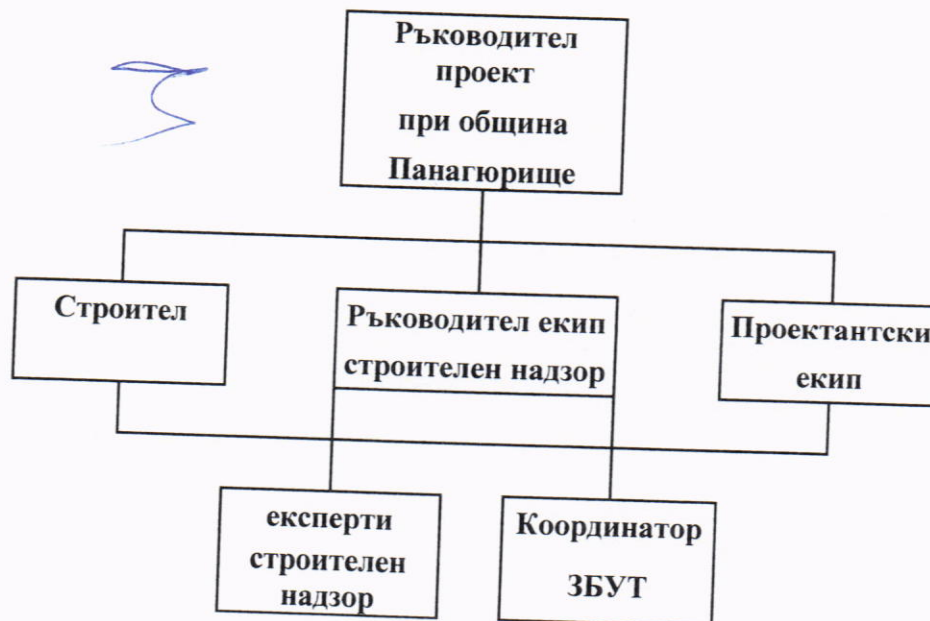 Ръководител
проект
при община
Панагюрище
Строител
Ръководител екип
строителен надзор
Проектантски
екип
експерти
строителен
надзор
Координатор
ЗБУТ